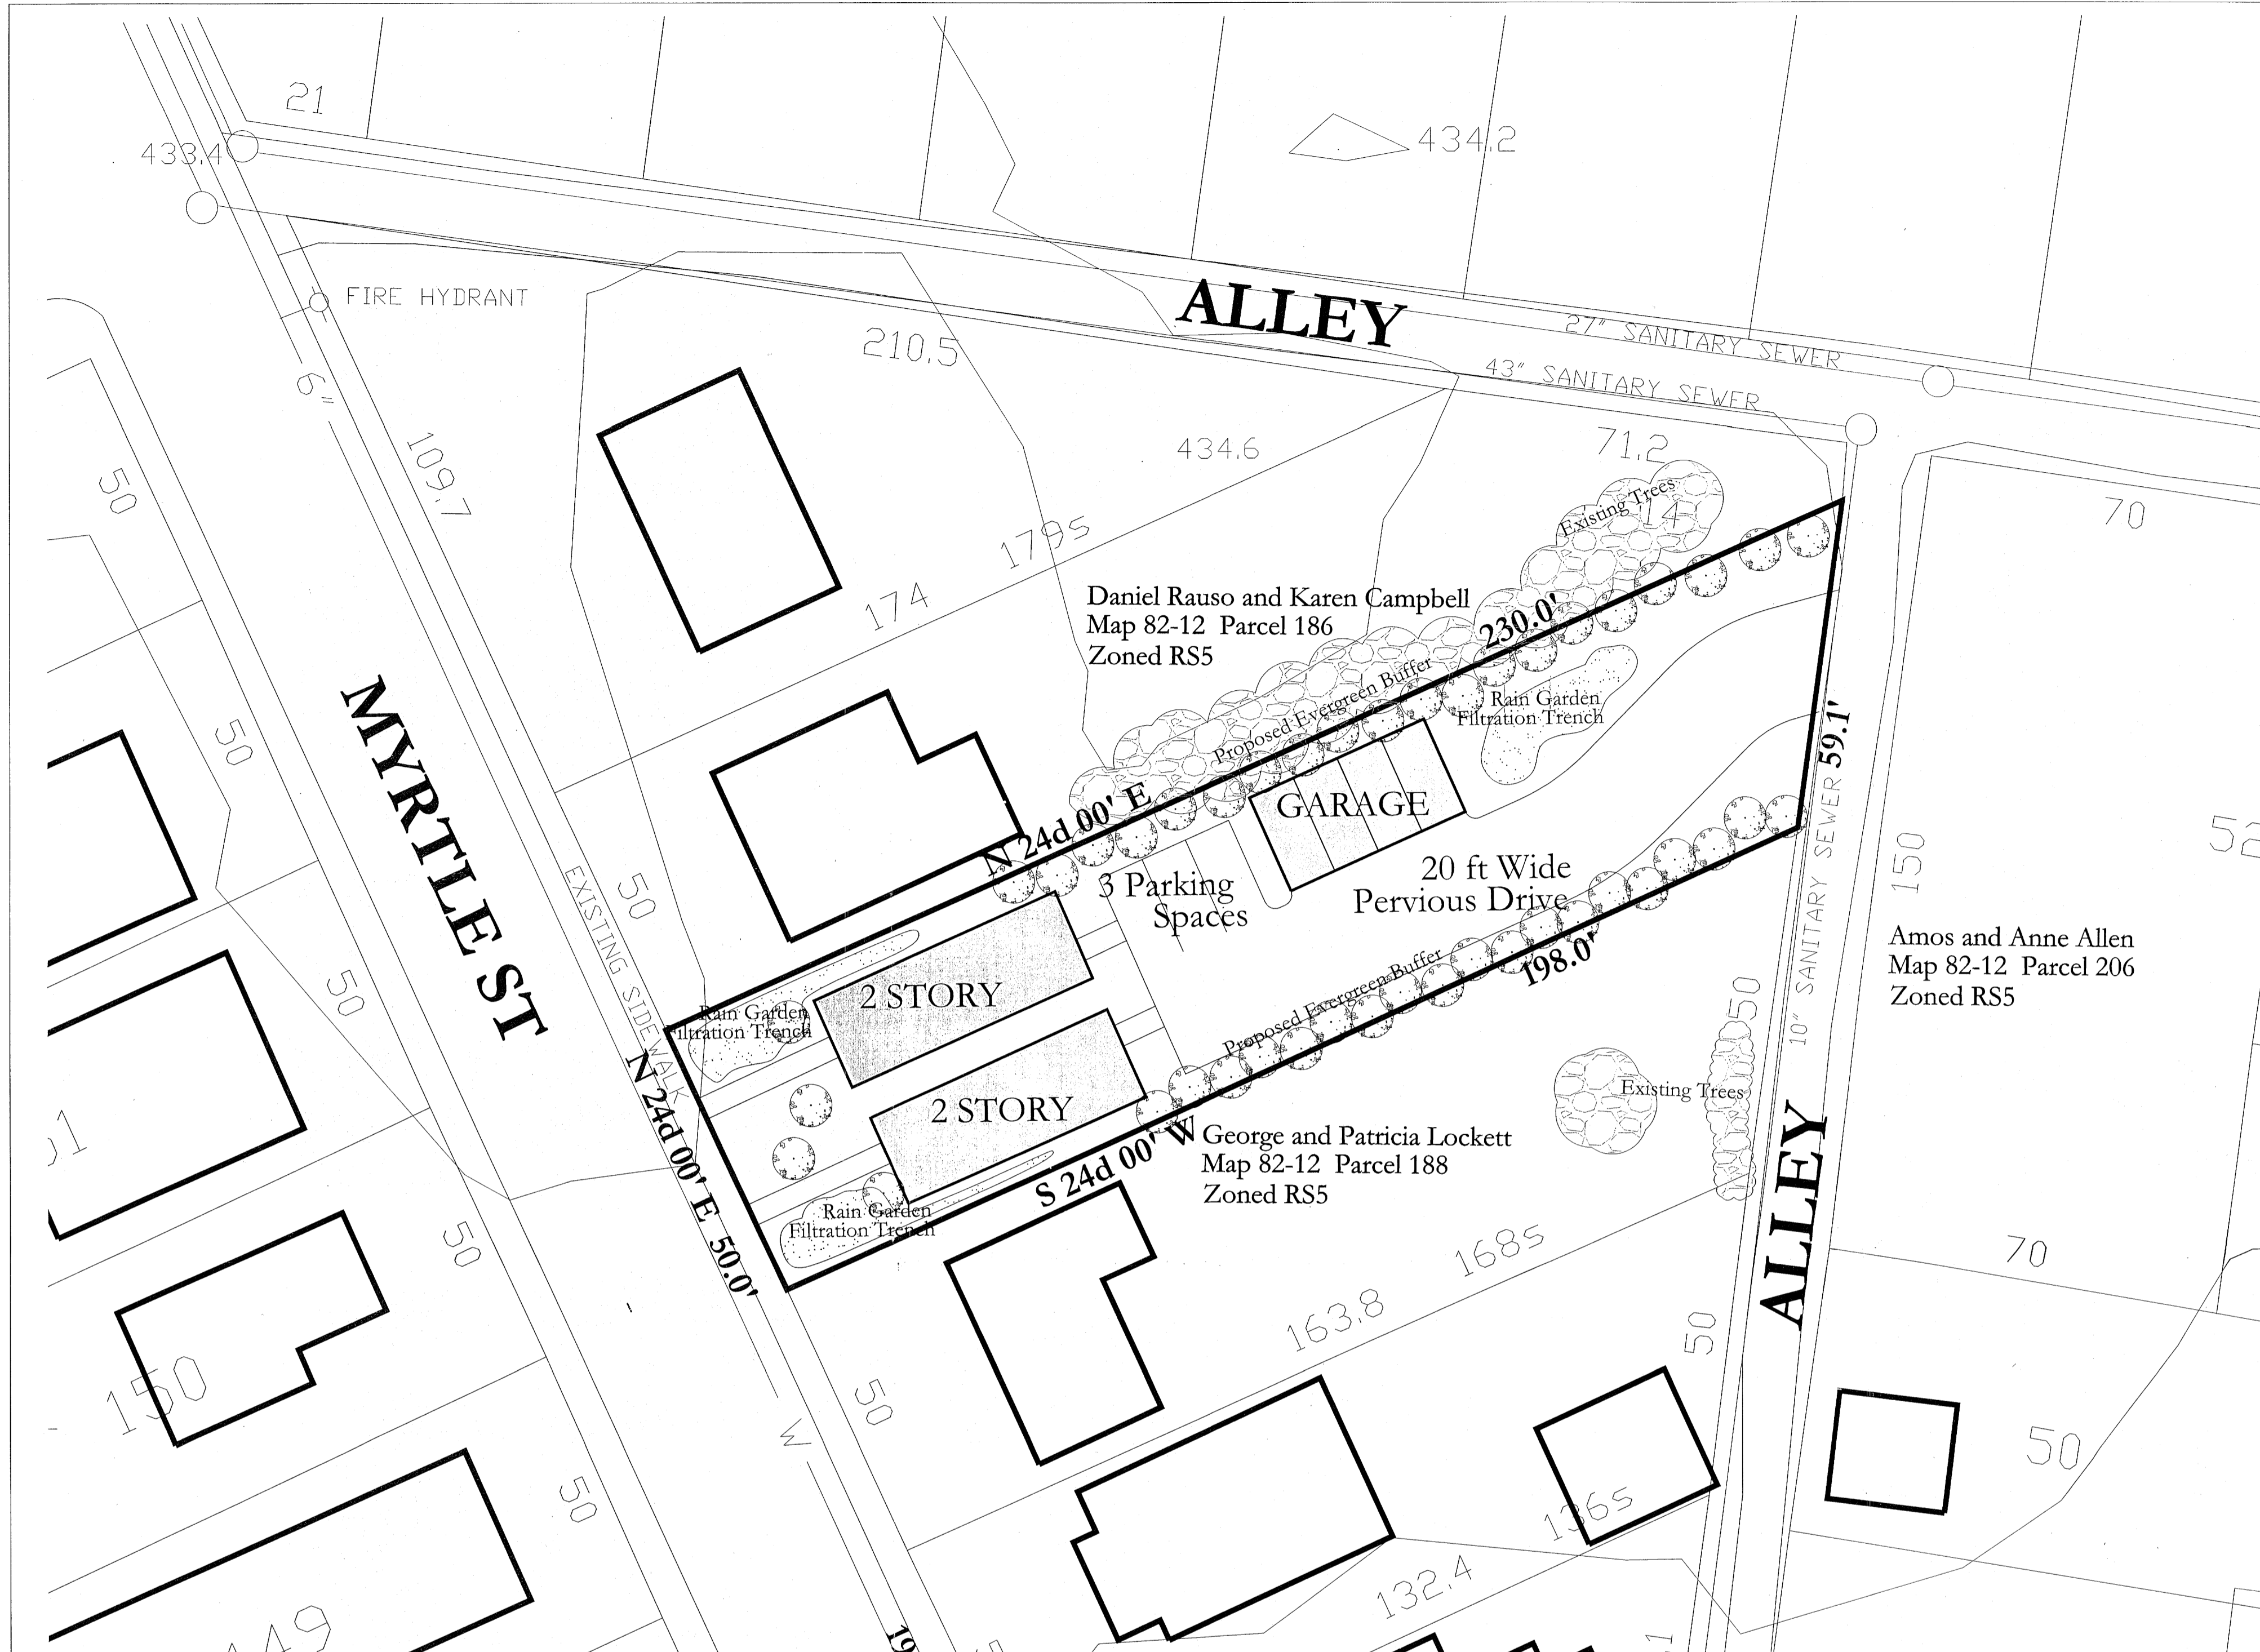 21
433.4
434.2
FIRE HYDRANT
ALLEY
27" SANITARY SEWER
43" SANITARY SEWER
210.5
6"
109.7
434.6
71.2
70
50
Existing Trees
14
179s
174
Daniel Rauso and Karen Campbell
Map 82-12 Parcel 186
Zoned RS5
230.0'
Proposed Evergreen Buffer
Rain Garden
Filtration Trench
59.1'
MYRTLE ST
50
N 24d 00' E
GARAGE
52
EXISTING SIDEWALK
50
3 Parking
Spaces
20 ft Wide
Pervious Drive
10" SANITARY SEWER
150
50
2 STORY
Rain Garden
Filtration Trench
198.0'
Proposed Evergreen Buffer
50
Amos and Anne Allen
Map 82-12 Parcel 206
Zoned RS5
N 24d 00' E 50.0'
2 STORY
Existing Trees
S 24d 00' W
George and Patricia Lockett
Map 82-12 Parcel 188
Zoned RS5
Rain Garden
Filtration Trench
ALLEY
50
168s
70
163.8
50
150
50
W
50
50
136s
132.4
19